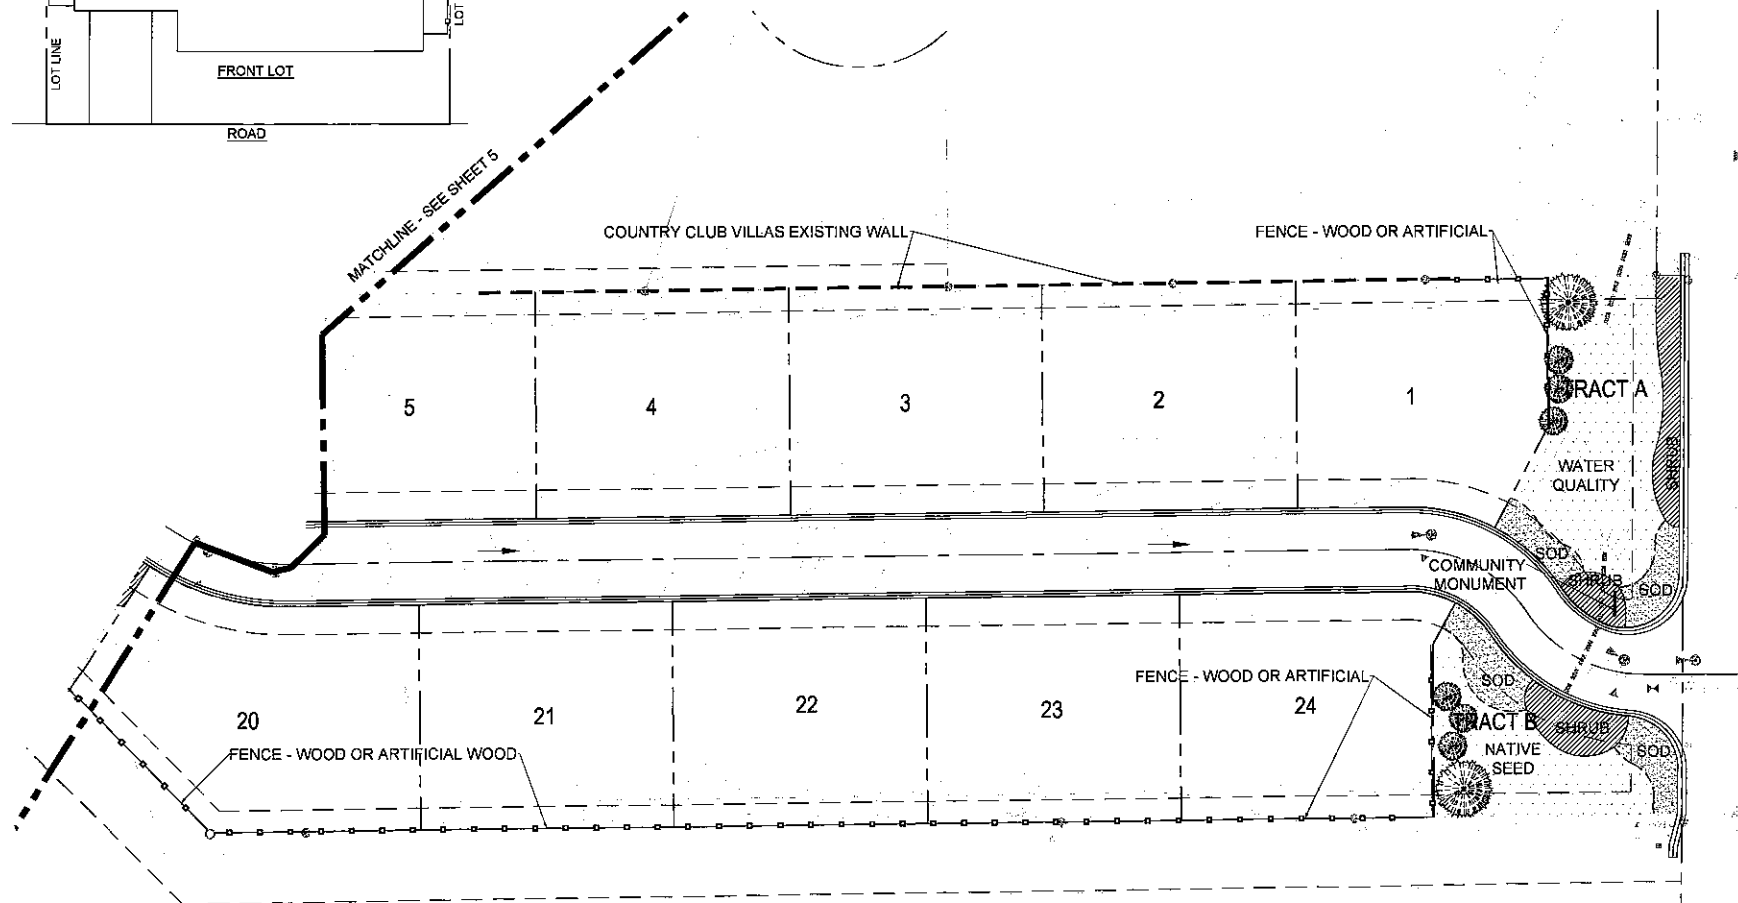 LOT LINE
LOT
FRONT LOT
ROAD
MATCHLINE - SEE SHEET 5
COUNTRY CLUB VILLAS EXISTING WALL
FENCE - WOOD OR ARTIFICIAL
5
4
3
2
1
TRACT A
WATER
QUALITY
SHRUB
SOD
COMMUNITY
MONUMENT
SHRUB
SOD
FENCE - WOOD OR ARTIFICIAL
20
21
22
23
24
SOD
TRACT B
SHRUB
NATIVE
SEED
SOD
FENCE - WOOD OR ARTIFICIAL WOOD